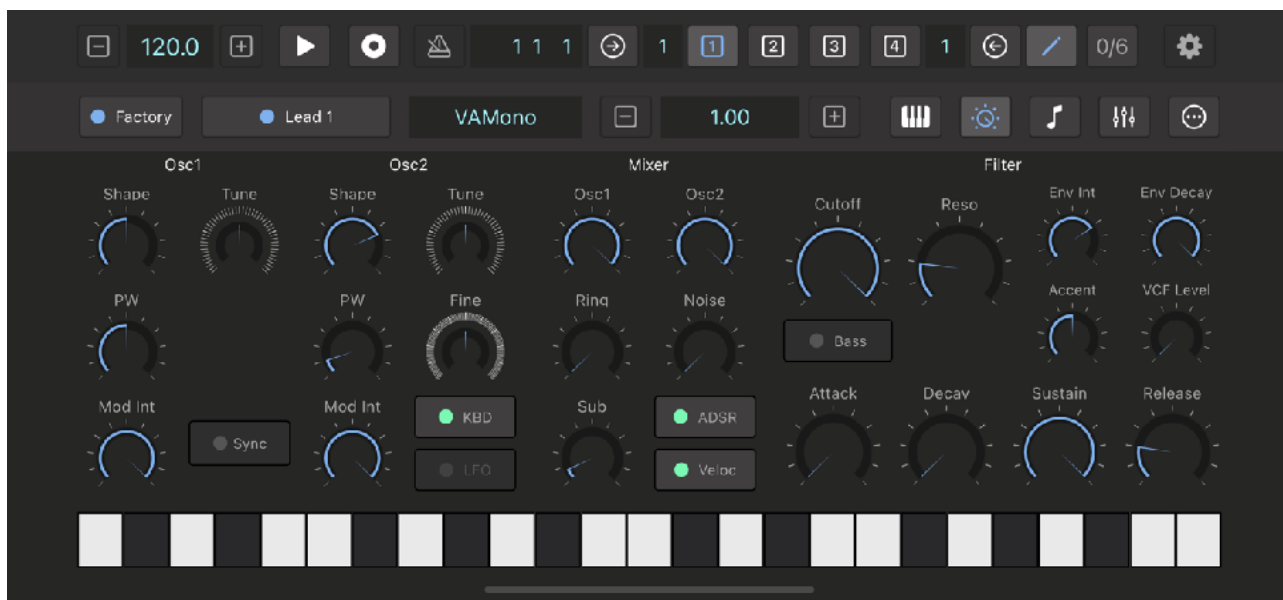 120.0 1 1 1 1 1 2 3 4 1 0/6
Factory Lead 1 VAMono 1.00
Osc1 Osc2 Mixer Filter
Shape Tune Shape Tune Osc1 Osc2 Cutoff Reso Env Int Env Decay
PW PW Fine Ring Noise Accent VCF Level
Bass
Mod Int Mod Int KBD Sub ADSR Attack Decay Sustain Release
Sync LFO Veloc